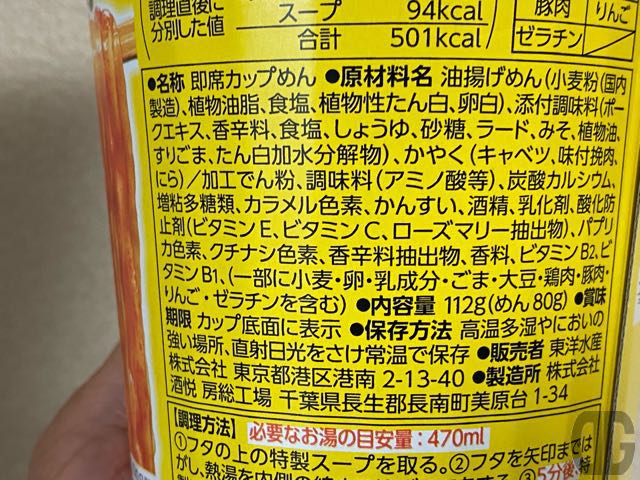 調理直後に
分別した値
スープ 94kcal
合計 501kcal
豚肉 りんご
ゼラチン
●名称 即席カップめん ●原材料名 油揚げめん(小麦粉(国内
製造)、植物油脂、食塩、植物性たん白、卵白)、添付調味料(ポー
クエキス、香辛料、食塩、しょうゆ、砂糖、ラード、みそ、植物油、
すりごま、たん白加水分解物)、かやく(キャベツ、味付挽肉、
にら)/加工でん粉、調味料(アミノ酸等)、炭酸カルシウム、
増粘多糖類、カラメル色素、かんすい、酒精、乳化剤、酸化防
止剤(ビタミンE、ビタミンC、ローズマリー抽出物)、パプリ
カ色素、クチナシ色素、香辛料抽出物、香料、ビタミンB2、ビ
タミンB1、(一部に小麦・卵・乳成分・ごま・大豆・鶏肉・豚肉・
りんご・ゼラチンを含む) ●内容量 112g(めん80g) ●賞味
期限 カップ底面に表示 ●保存方法 高温多湿やにおいの
強い場所、直射日光をさけ常温で保存 ●販売者 東洋水産
株式会社 東京都港区港南 2-13-40 ●製造所 株式会社
酒悦 房総工場 千葉県長生郡長南町美原台 1-34
【調理方法】 必要なお湯の目安量:470ml
①フタの上の特製スープを取る。②フタを矢印まで
がし、熱湯を内側の線
5分後、特